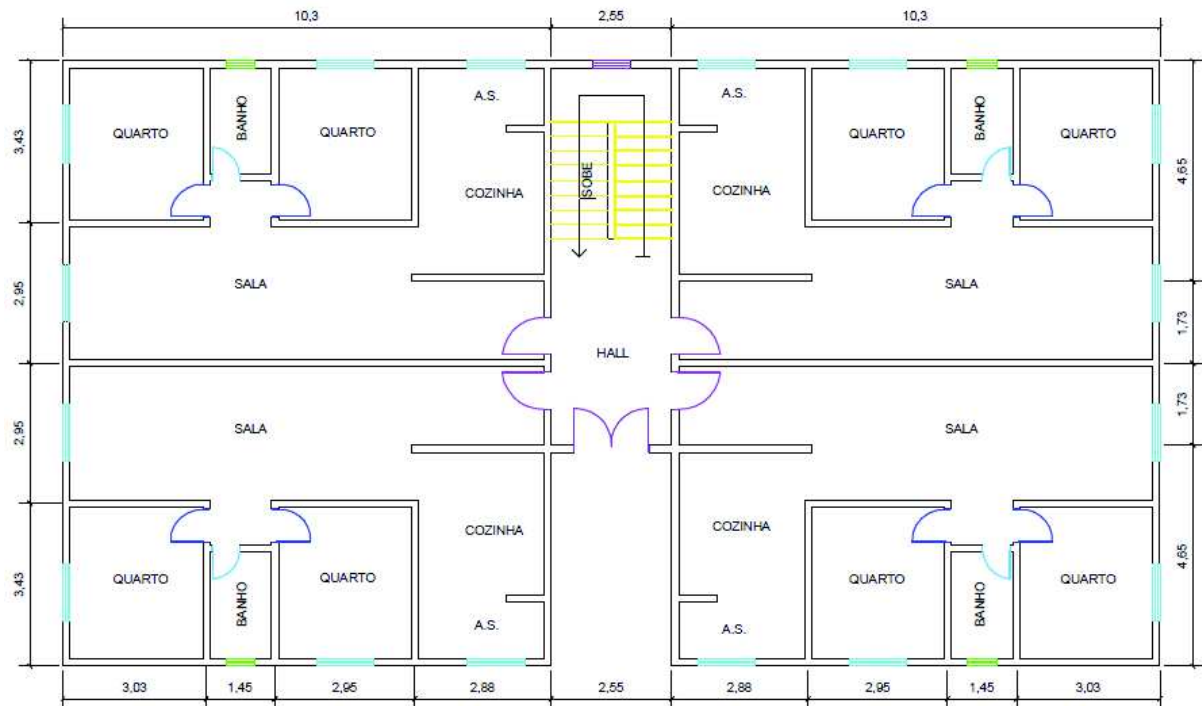 10,3 2,55 10,3
A.S. A.S.
QUARTO BANHO QUARTO QUARTO BANHO QUARTO
3,43 4,65
COZINHA SOBE COZINHA
SALA SALA
2,95 1,73
HALL
2,95 1,73
SALA SALA
COZINHA COZINHA
3,43 4,65
QUARTO BANHO QUARTO QUARTO BANHO QUARTO
A.S. A.S.
3,03 1,45 2,95 2,88 2,55 2,88 2,95 1,45 3,03